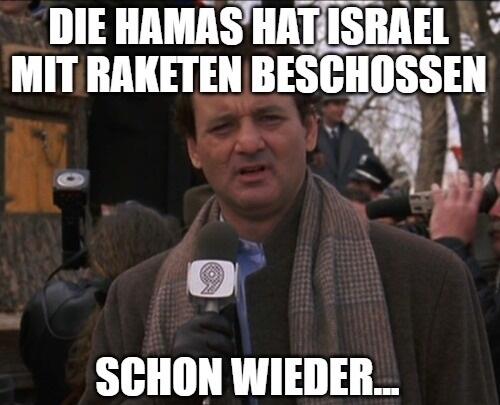 DIE HAMAS HAT ISRAEL
MIT RAKETEN BESCHOSSEN
9
SCHON WIEDER...